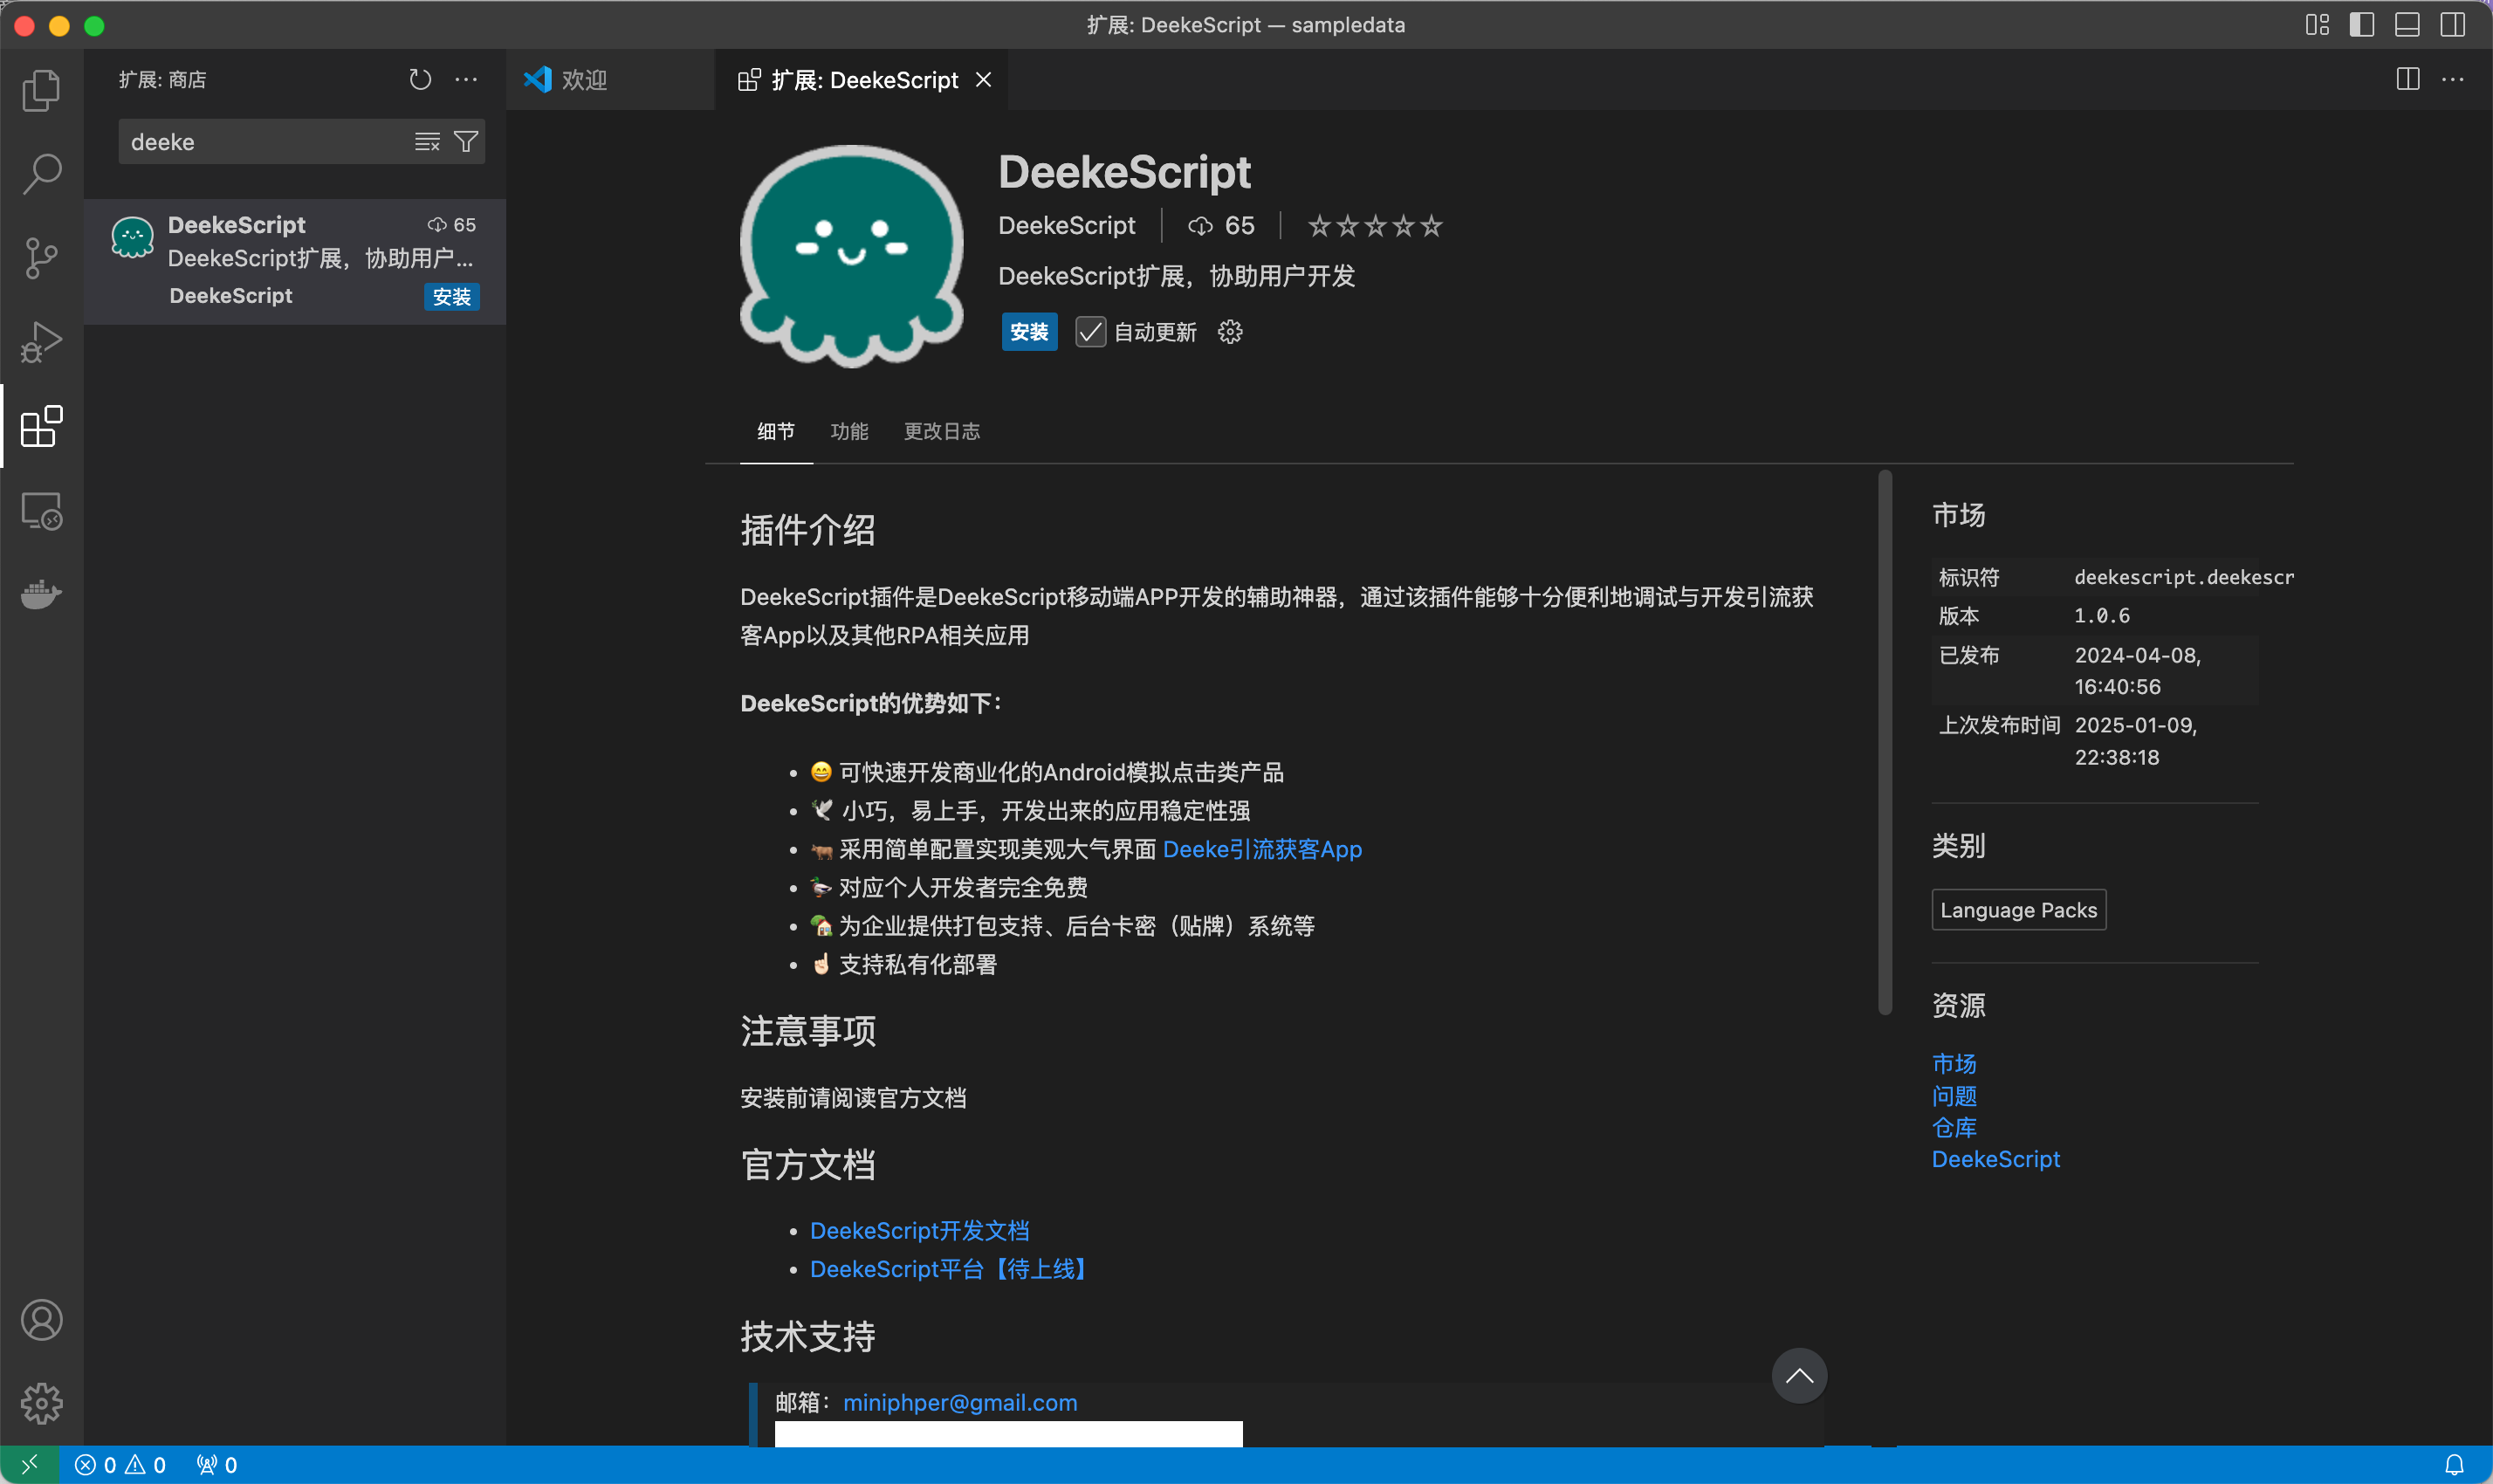 扩展: DeekeScript — sampledata
扩展: 商店
欢迎
扩展: DeekeScript
deeke
DeekeScript
65
DeekeScript扩展，协助用户...
DeekeScript
安装
DeekeScript
DeekeScript
65
DeekeScript扩展，协助用户开发
安装
自动更新
细节
功能
更改日志
插件介绍
DeekeScript插件是DeekeScript移动端APP开发的辅助神器，通过该插件能够十分便利地调试与开发引流获
客App以及其他RPA相关应用
DeekeScript的优势如下：
😄 可快速开发商业化的Android模拟点击类产品
🕊 小巧，易上手，开发出来的应用稳定性强
🐂 采用简单配置实现美观大气界面 Deeke引流获客App
🦆 对应个人开发者完全免费
🏡 为企业提供打包支持、后台卡密（贴牌）系统等
☝🏻 支持私有化部署
注意事项
安装前请阅读官方文档
官方文档
DeekeScript开发文档
DeekeScript平台【待上线】
技术支持
邮箱：miniphper@gmail.com
市场
标识符 deekescript.deekescr
版本 1.0.6
已发布 2024-04-08,
16:40:56
上次发布时间 2025-01-09,
22:38:18
类别
Language Packs
资源
市场
问题
仓库
DeekeScript
0
0
0